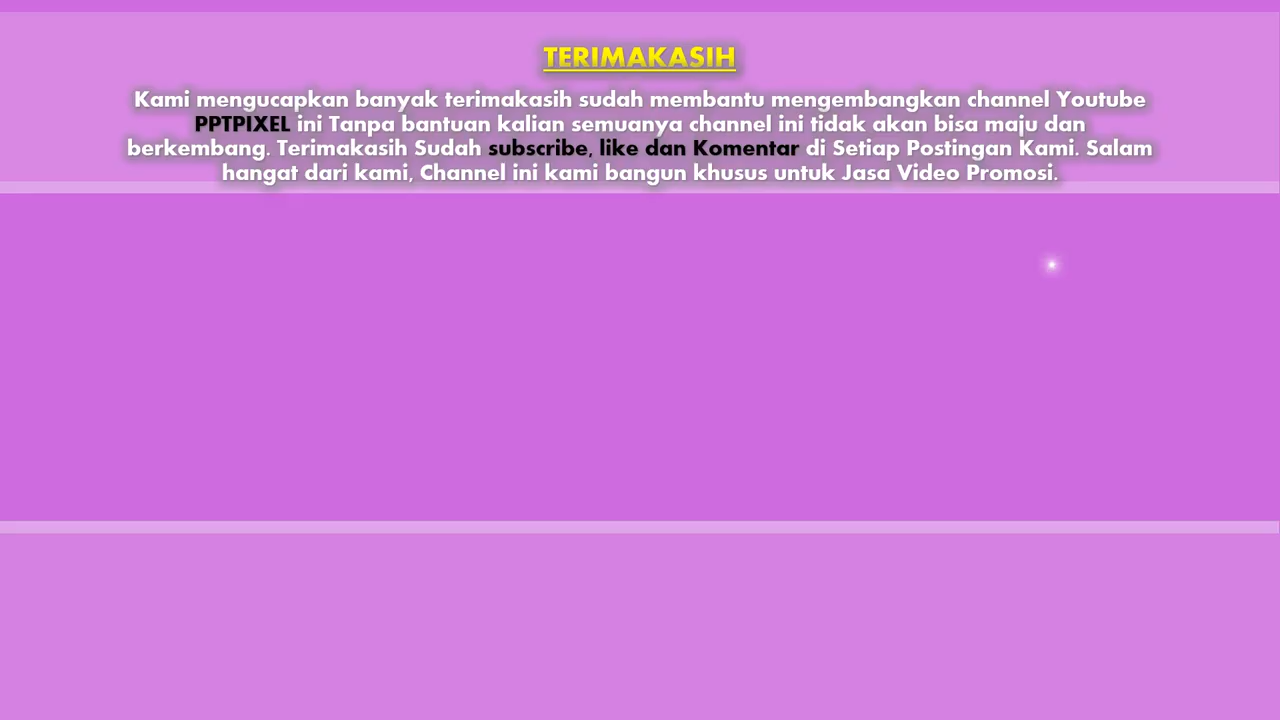 TERIMAKASIH
Kami mengucapkan banyak terimakasih sudah membantu mengembangkan channel Youtube
PPTPIXEL ini Tanpa bantuan kalian semuanya channel ini tidak akan bisa maju dan
berkembang. Terimakasih Sudah subscribe, like dan Komentar di Setiap Postingan Kami. Salam
hangat dari kami, Channel ini kami bangun khusus untuk Jasa Video Promosi.